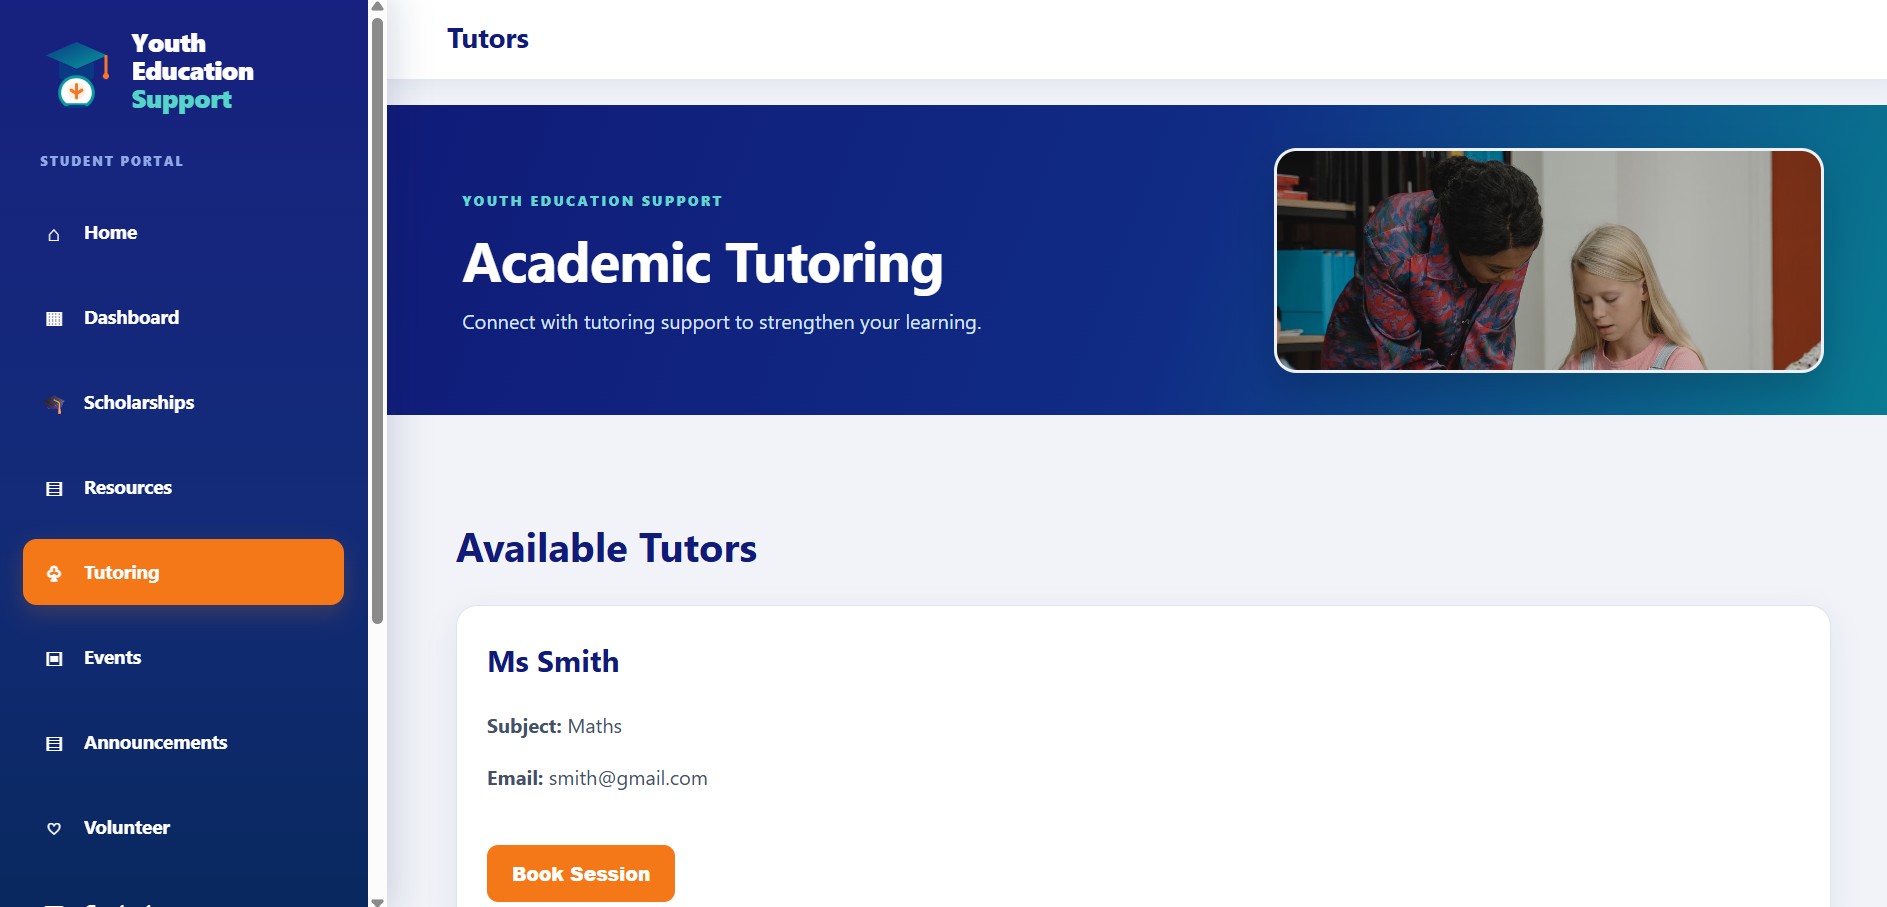 Youth
Education
Support
STUDENT PORTAL
Home
Dashboard
Scholarships
Resources
Tutoring
Events
Announcements
Volunteer
Tutors
YOUTH EDUCATION SUPPORT
Academic Tutoring
Connect with tutoring support to strengthen your learning.
Available Tutors
Ms Smith
Subject: Maths
Email: smith@gmail.com
Book Session